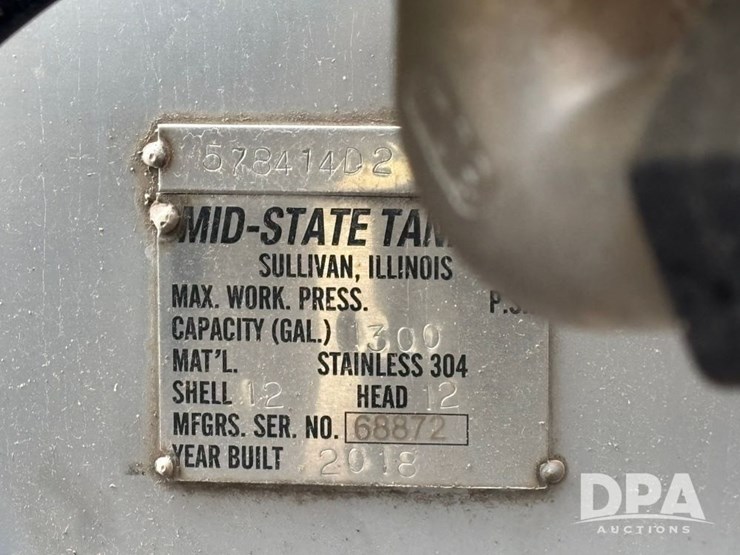 578414D2
MID-STATE
SULLIVAN, ILLINOIS
MAX. WORK. PRESS.
CAPACITY (GAL.) 1300
MAT'L. STAINLESS 304
SHELL 12 HEAD 12
MFGRS. SER. NO. 68872
YEAR BUILT 2018
DPA
AUCTIONS